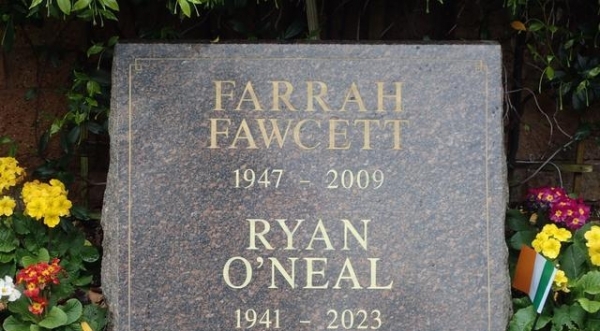 FARRAH
FAWCETT
1947 – 2009
RYAN
O'NEAL
1941 – 2023